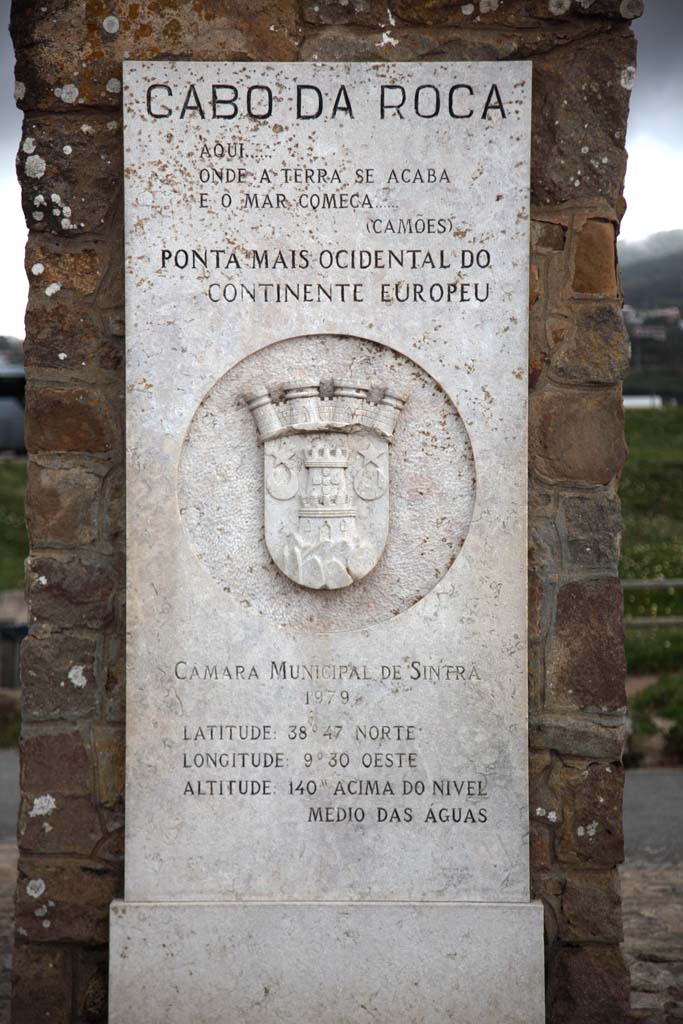 CABO DA ROCA
AQUI.....
ONDE A TERRA SE ACABA
E O MAR COMEÇA.....
(CAMÕES)
PONTA MAIS OCIDENTAL DO
CONTINENTE EUROPEU
CAMARA MUNICIPAL DE SINTRA
1979
LATITUDE: 38° 47' NORTE
LONGITUDE: 9° 30 OESTE
ALTITUDE: 140ᵐ ACIMA DO NIVEL
MEDIO DAS ÁGUAS